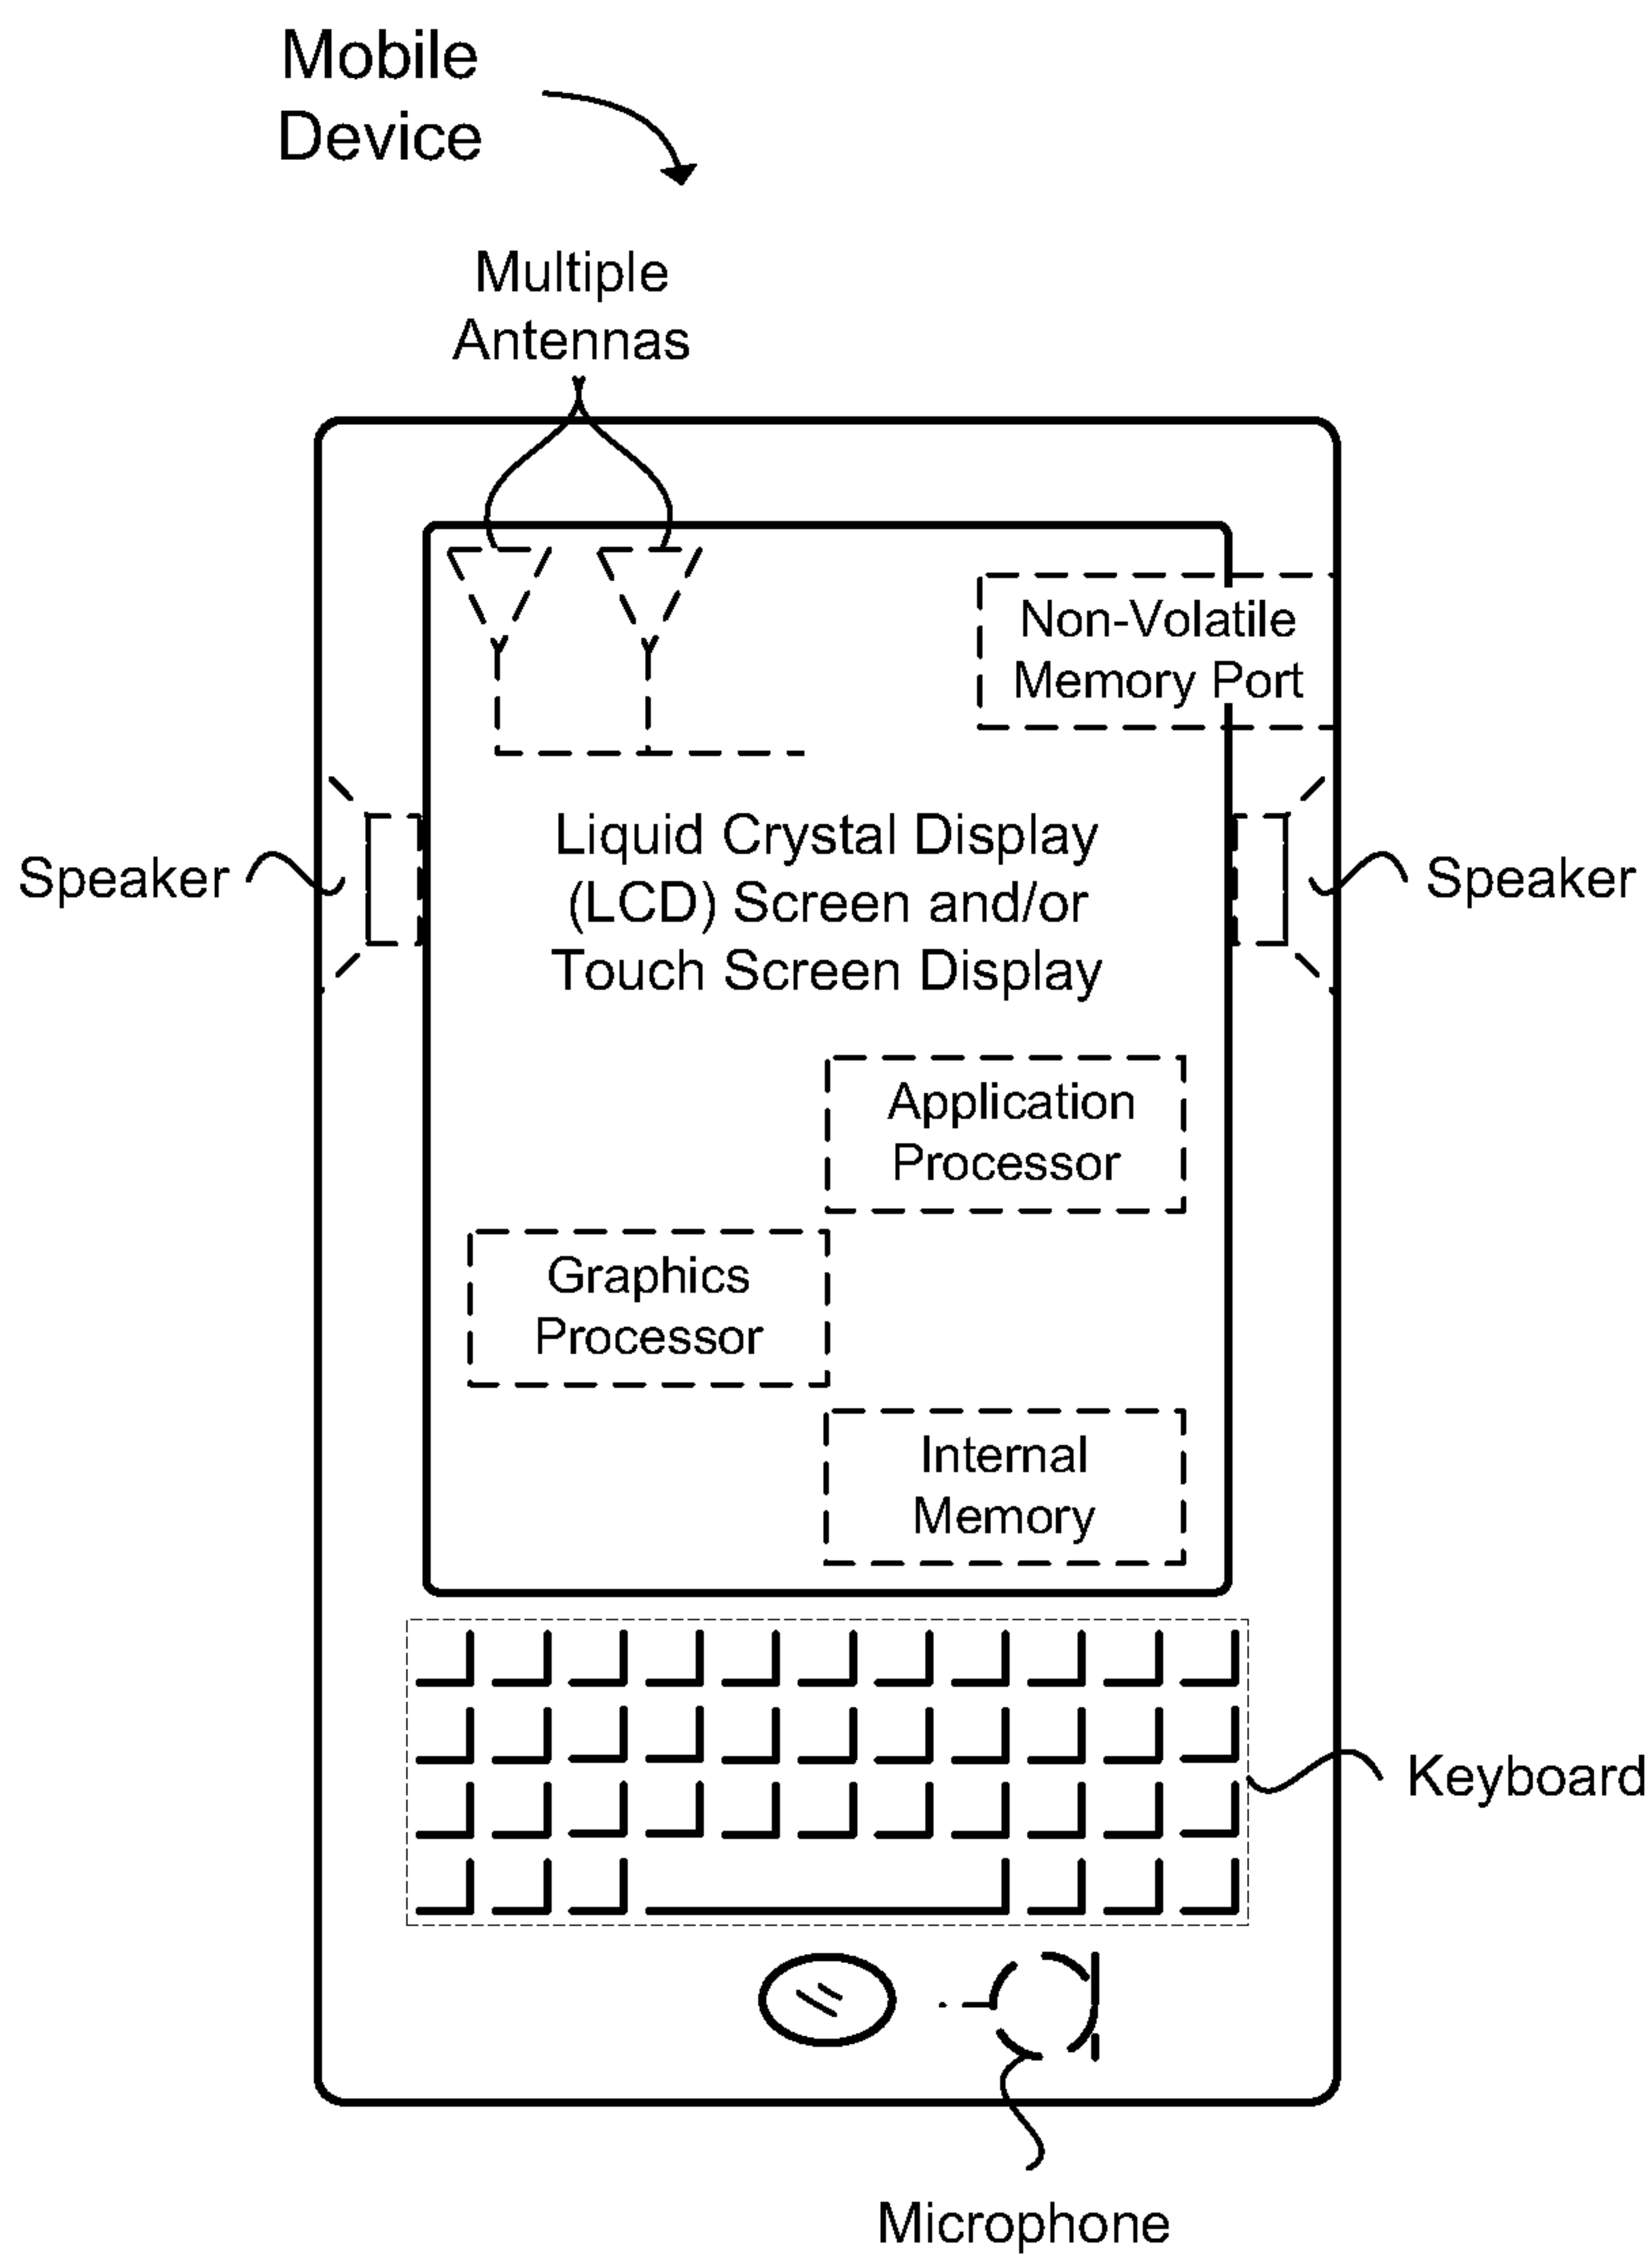 Mobile
Device
Multiple
Antennas
Non-Volatile
Memory Port
Speaker
Liquid Crystal Display
(LCD) Screen and/or
Touch Screen Display
Speaker
Application
Processor
Graphics
Processor
Internal
Memory
Keyboard
Microphone